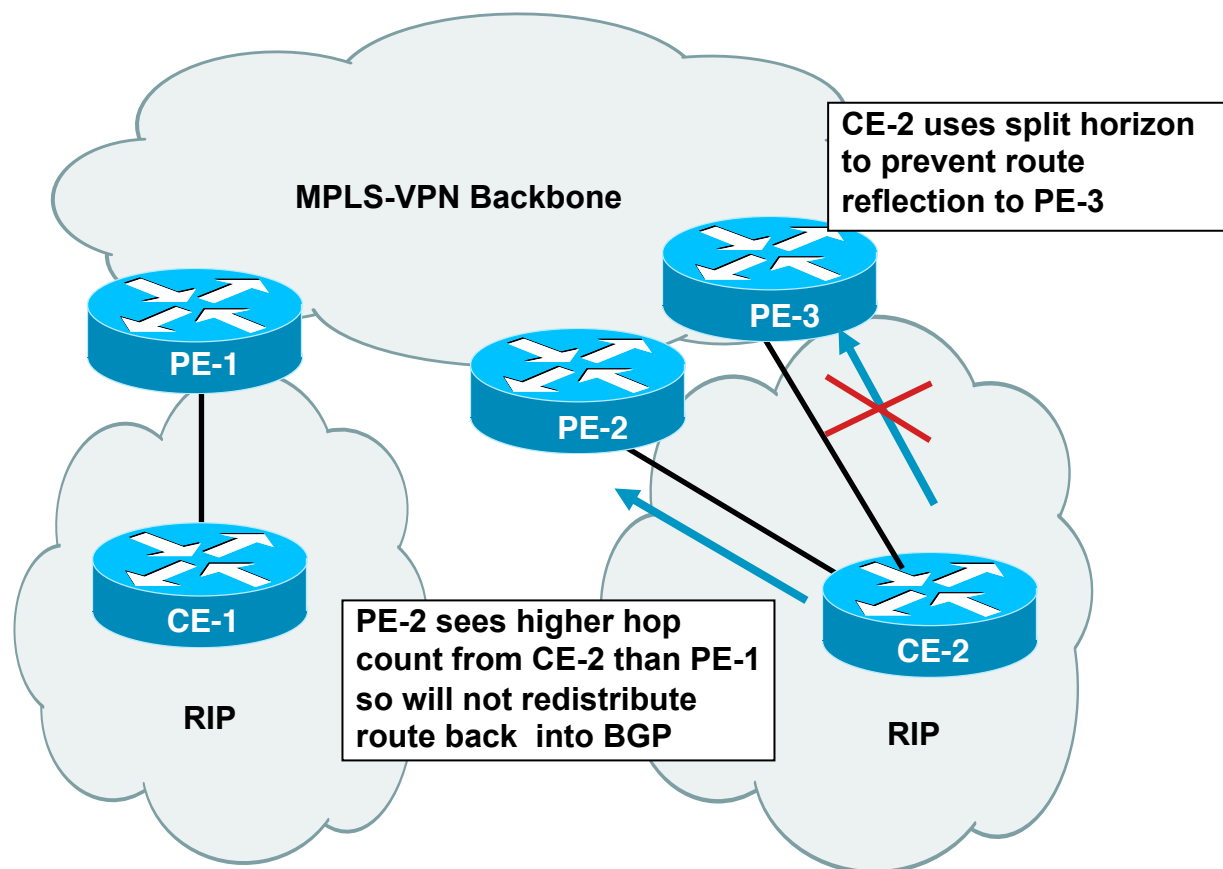 CE-2 uses split horizon
to prevent route
reflection to PE-3
MPLS-VPN Backbone
PE-3
PE-1
PE-2
CE-1
CE-2
PE-2 sees higher hop
count from CE-2 than PE-1
so will not redistribute
route back into BGP
RIP
RIP